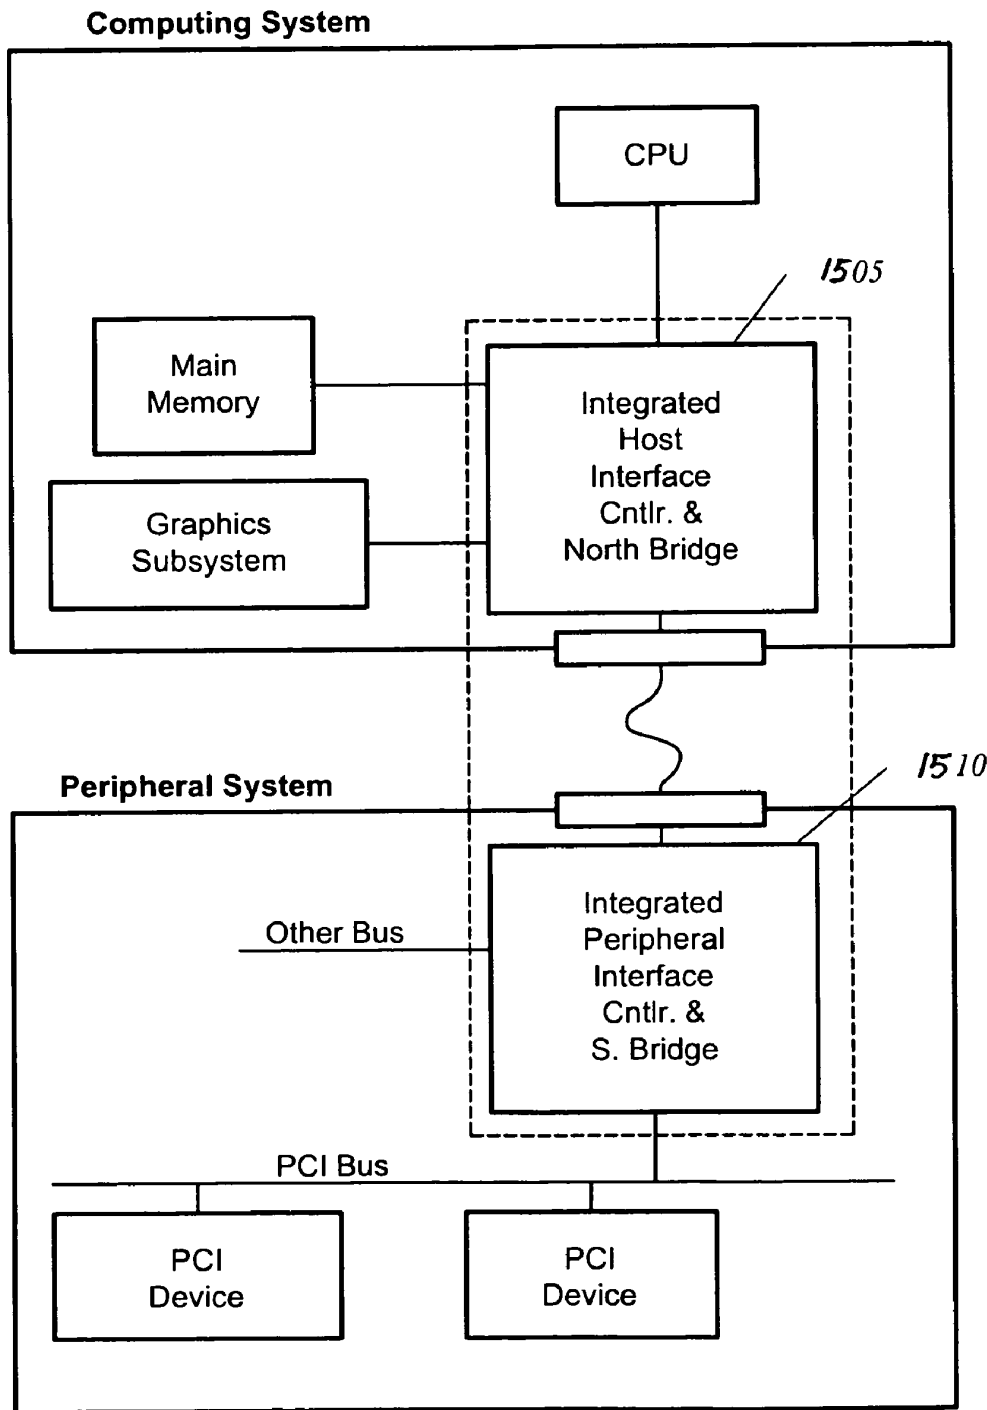 Computing System
CPU
1505
Main
Memory
Integrated
Host
Interface
Cntlr. &
North Bridge
Graphics
Subsystem
1510
Peripheral System
Integrated
Peripheral
Interface
Cntlr. &
S. Bridge
Other Bus
PCI Bus
PCI
Device
PCI
Device